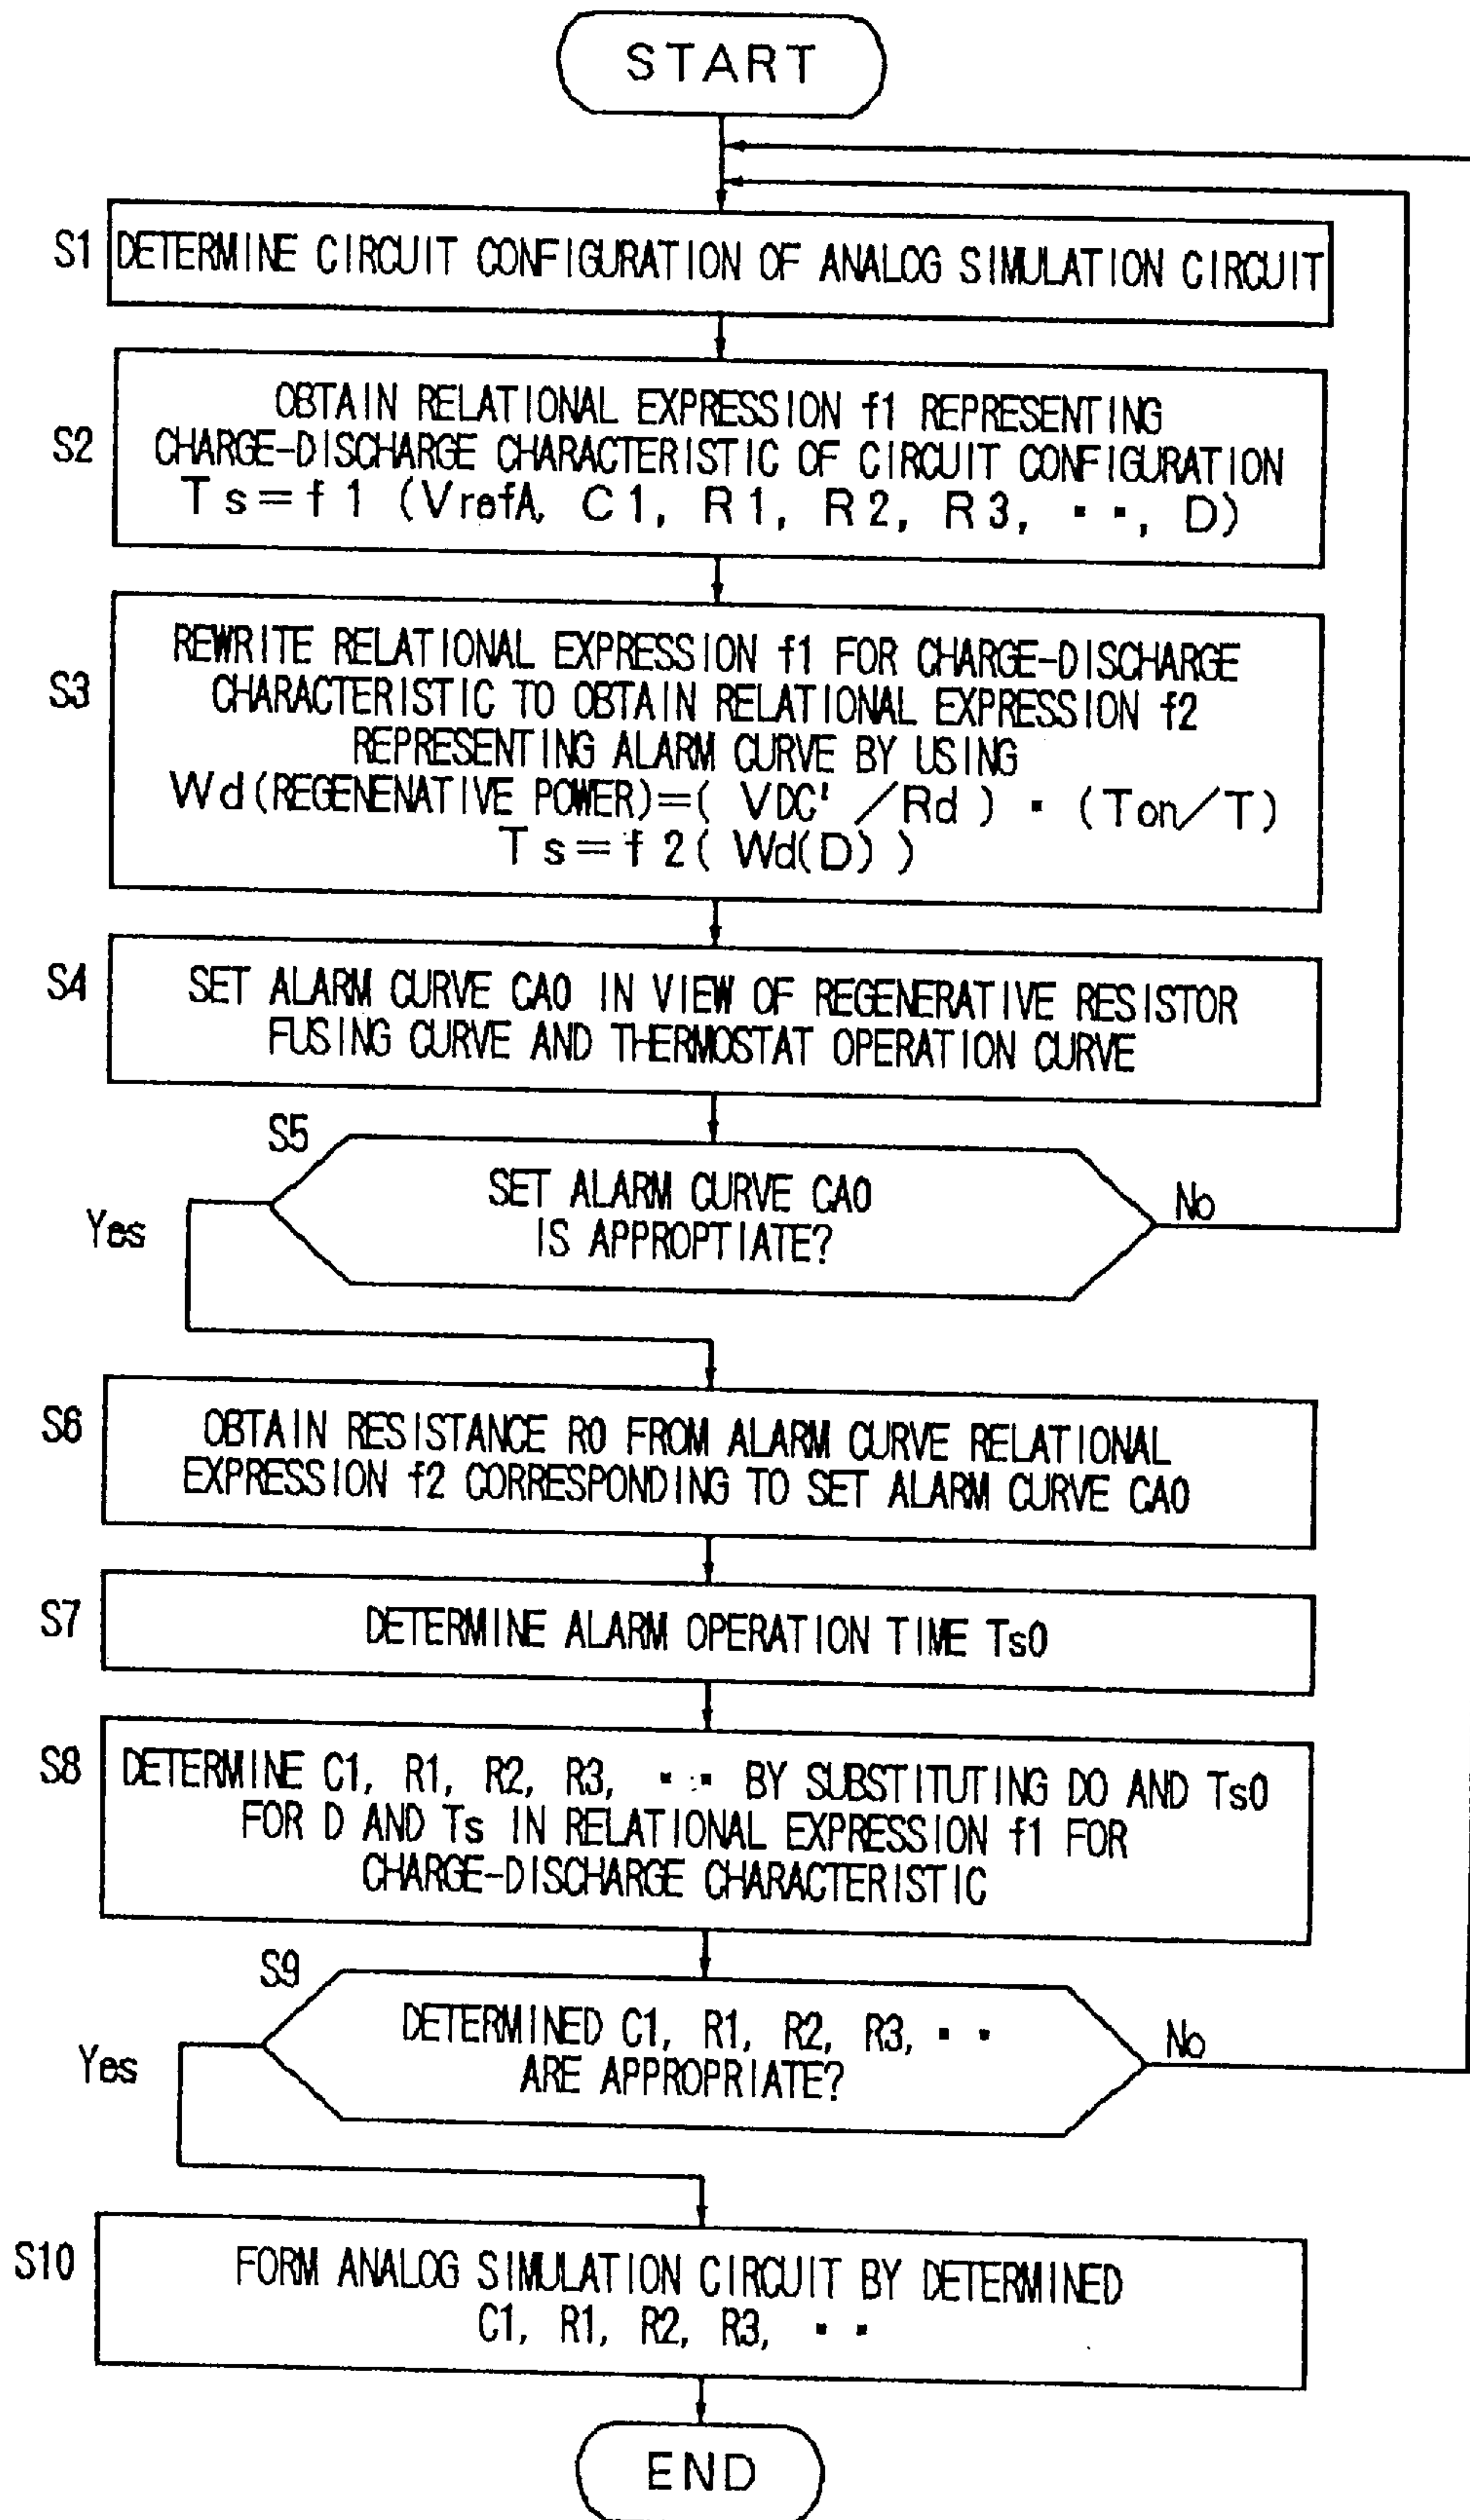 START
S1 DETERMINE CIRCUIT CONFIGURATION OF ANALOG SIMULATION CIRCUIT
S2
OBTAIN RELATIONAL EXPRESSION f1 REPRESENTING
CHARGE-DISCHARGE CHARACTERISTIC OF CIRCUIT CONFIGURATION
Ts=f1 (VrefA, C1, R1, R2, R3, ▪ ▪, D)
S3
REWRITE RELATIONAL EXPRESSION f1 FOR CHARGE-DISCHARGE
CHARACTERISTIC TO OBTAIN RELATIONAL EXPRESSION f2
REPRESENTING ALARM CURVE BY USING
Wd(REGENENATIVE POWER)=( VDC' /Rd ) ▪ (Ton/T)
Ts=f2( Wd(D) )
S4
SET ALARM CURVE CA0 IN VIEW OF REGENERATIVE RESISTOR
FUSING CURVE AND THERMOSTAT OPERATION CURVE
S5
SET ALARM CURVE CA0
IS APPROPTIATE?
Yes
No
S6
OBTAIN RESISTANCE R0 FROM ALARM CURVE RELATIONAL
EXPRESSION f2 CORRESPONDING TO SET ALARM CURVE CA0
S7
DETERMINE ALARM OPERATION TIME Ts0
S8
DETERMINE C1, R1, R2, R3, ▪ ▪ BY SUBSTITUTING D0 AND Ts0
FOR D AND Ts IN RELATIONAL EXPRESSION f1 FOR
CHARGE-DISCHARGE CHARACTERISTIC
S9
DETERMINED C1, R1, R2, R3, ▪ ▪
ARE APPROPRIATE?
Yes
No
S10
FORM ANALOG SIMULATION CIRCUIT BY DETERMINED
C1, R1, R2, R3, ▪ ▪
END